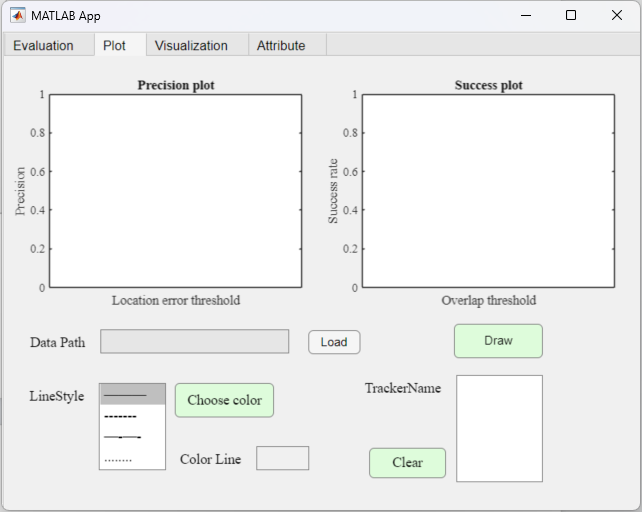 MATLAB App
Evaluation Plot Visualization Attribute
Precision plot
1
0.8
0.6
0.4
0.2
0
Precision
Location error threshold
Success plot
1
0.8
0.6
0.4
0.2
0
Success rate
Overlap threshold
Data Path
Load
Draw
LineStyle
Choose color
Color Line
TrackerName
Clear